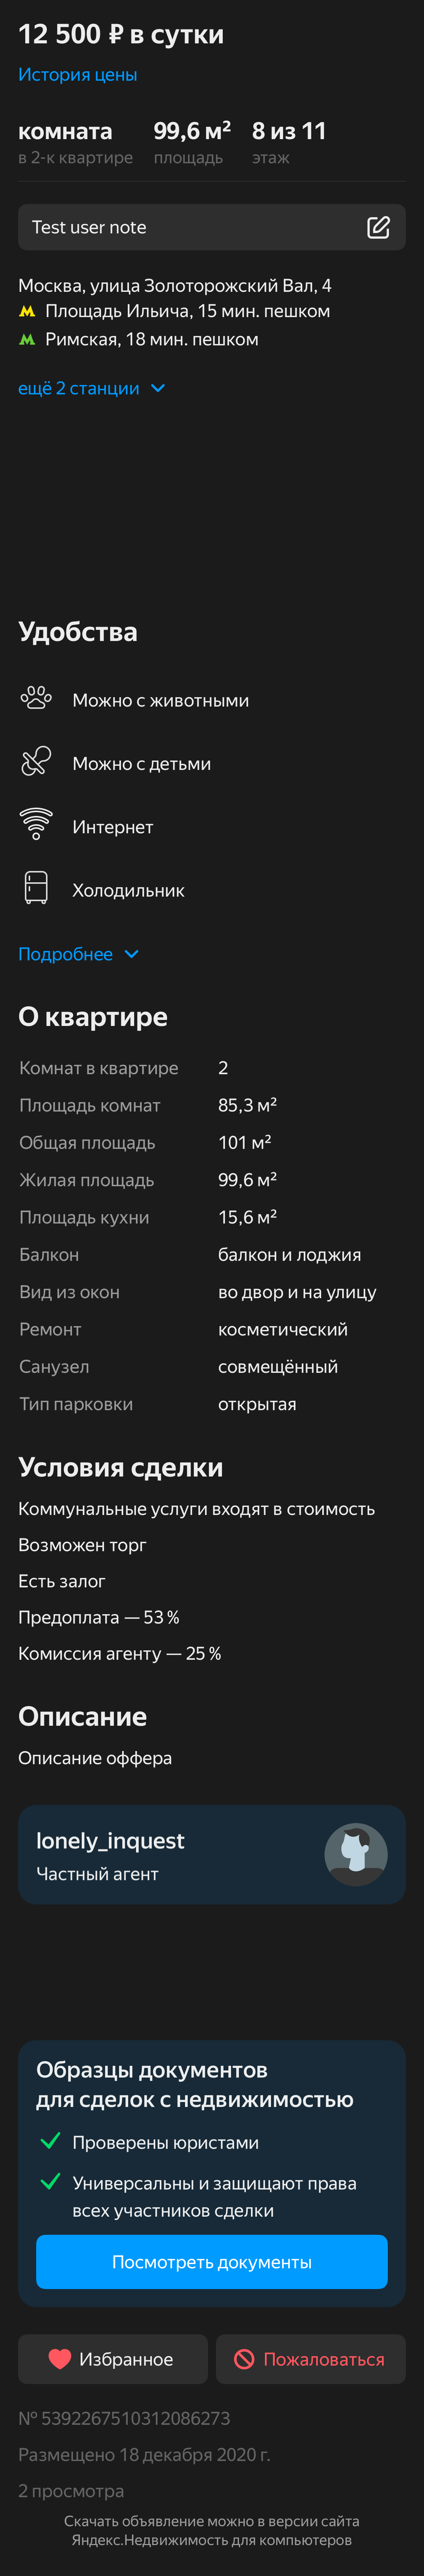 12 500 ₽ в сутки
История цены
комната 99,6 м² 8 из 11
в 2-к квартире площадь этаж
Test user note
Москва, улица Золоторожский Вал, 4
Площадь Ильича, 15 мин. пешком
Римская, 18 мин. пешком
ещё 2 станции
Удобства
Можно с животными
Можно с детьми
Интернет
Холодильник
Подробнее
О квартире
Комнат в квартире 2
Площадь комнат 85,3 м²
Общая площадь 101 м²
Жилая площадь 99,6 м²
Площадь кухни 15,6 м²
Балкон балкон и лоджия
Вид из окон во двор и на улицу
Ремонт косметический
Санузел совмещённый
Тип парковки открытая
Условия сделки
Коммунальные услуги входят в стоимость
Возможен торг
Есть залог
Предоплата — 53 %
Комиссия агенту — 25 %
Описание
Описание оффера
lonely_inquest
Частный агент
Образцы документов
для сделок с недвижимостью
Проверены юристами
Универсальны и защищают права
всех участников сделки
Посмотреть документы
Избранное Пожаловаться
№ 5392267510312086273
Размещено 18 декабря 2020 г.
2 просмотра
Скачать объявление можно в версии сайта
Яндекс.Недвижимость для компьютеров